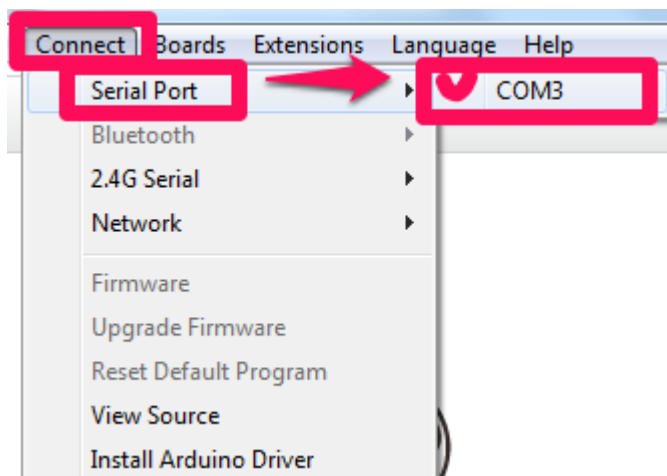 Connect Boards Extensions Language Help
Serial Port COM3
Bluetooth
2.4G Serial
Network
Firmware
Upgrade Firmware
Reset Default Program
View Source
Install Arduino Driver